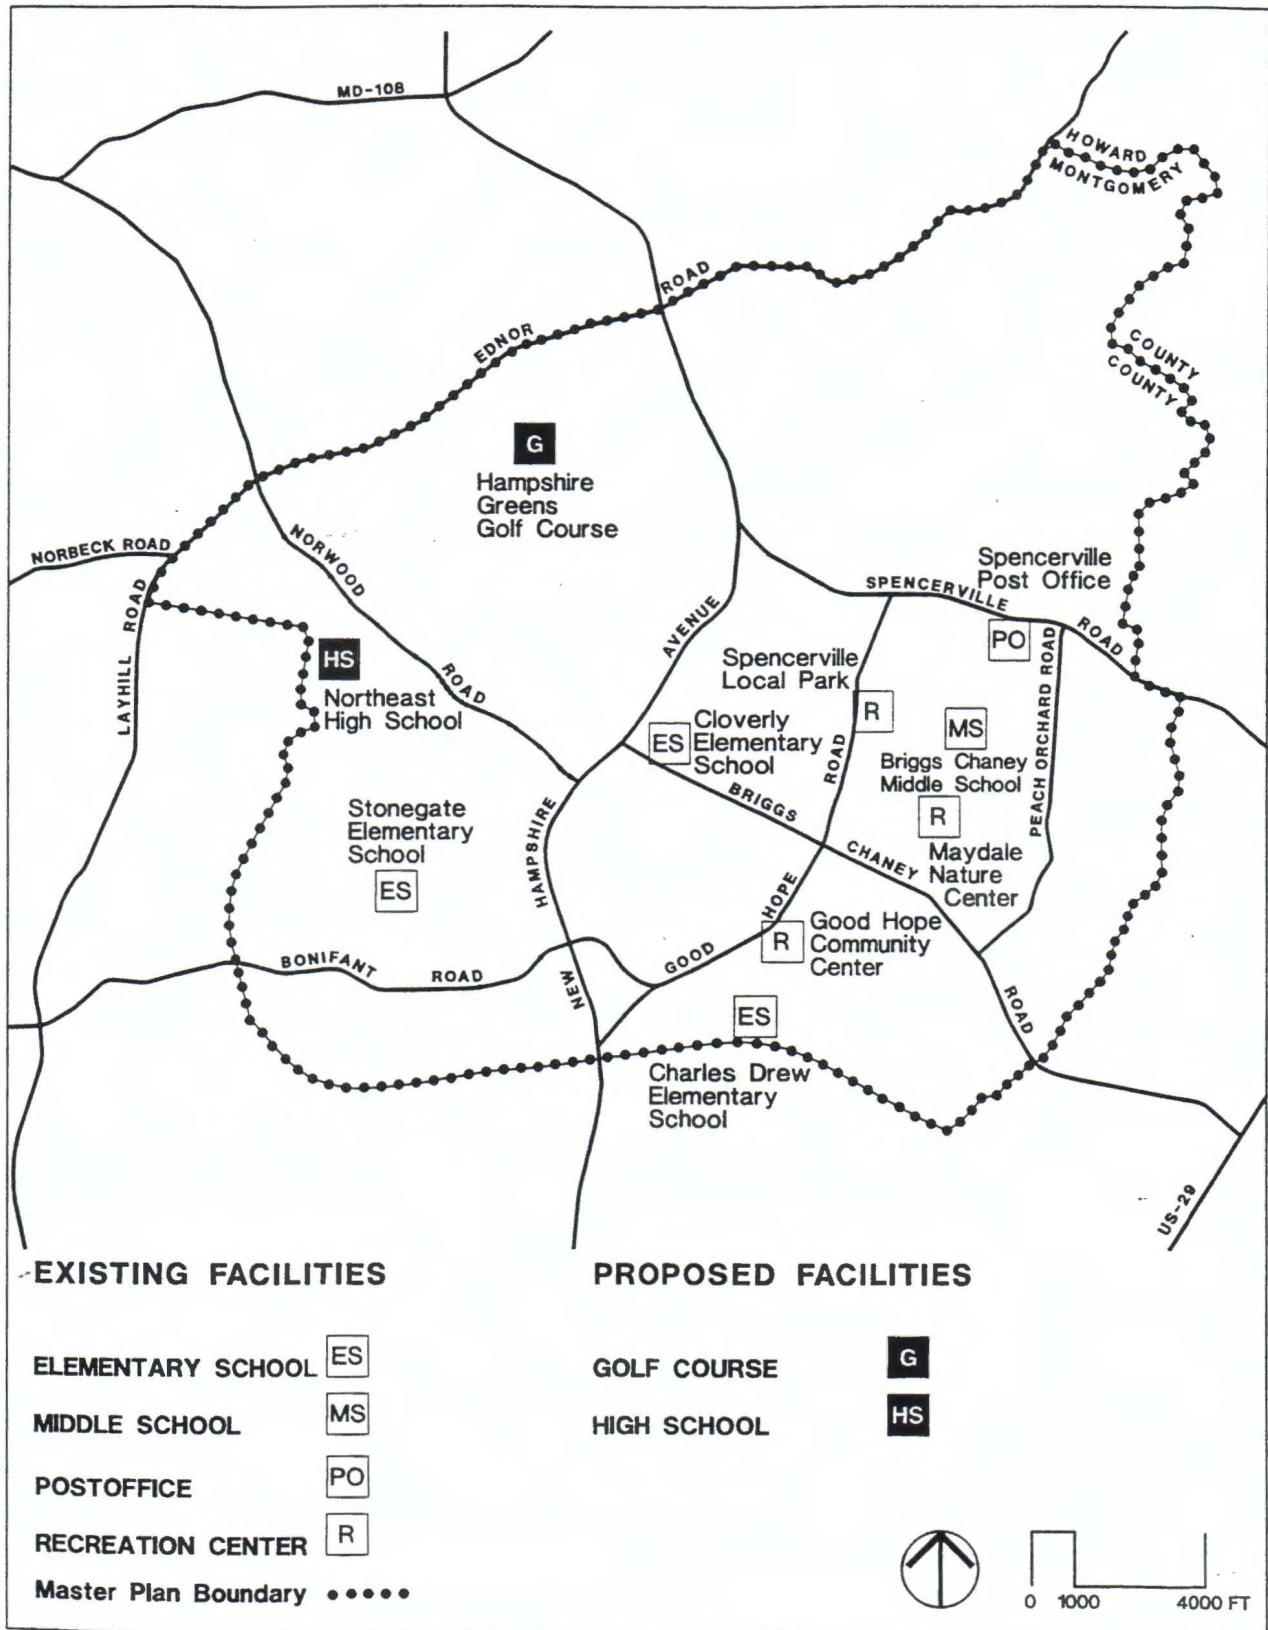 MD-108
HOWARD
MONTGOMERY
ROAD
EDNOR
COUNTY
COUNTY
G
Hampshire
Greens
Golf Course
NORBECK ROAD
NORWOOD
ROAD
LAYHILL ROAD
HS
Northeast
High School
AVENUE
Spencerville
Post Office
SPENCERVILLE
ROAD
PO
Spencerville
Local Park
R
ES
Cloverly
Elementary
School
MS
Briggs Chaney
Middle School
PEACH ORCHARD ROAD
ROAD
BRIGGS
CHANEY
R
Maydale
Nature
Center
Stonegate
Elementary
School
ES
HAMPSHIRE
HOPE
GOOD
R
Good Hope
Community
Center
BONIFANT
ROAD
NEW
ROAD
ES
Charles Drew
Elementary
School
US-29
EXISTING FACILITIES
ELEMENTARY SCHOOL ES
MIDDLE SCHOOL MS
POSTOFFICE PO
RECREATION CENTER R
Master Plan Boundary
PROPOSED FACILITIES
GOLF COURSE G
HIGH SCHOOL HS
0 1000 4000 FT